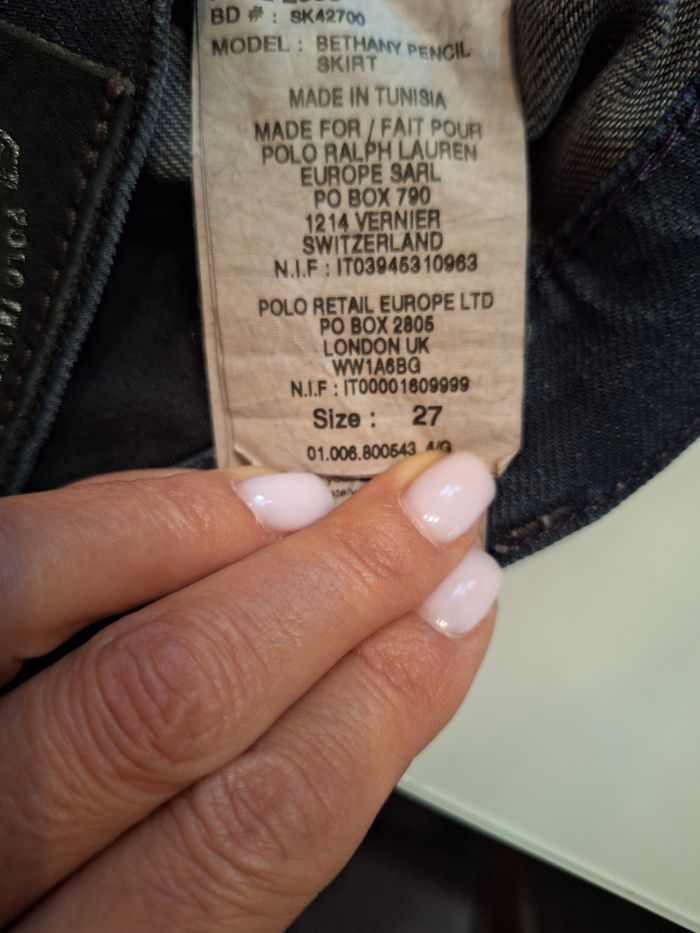 BD # : SK42700
MODEL : BETHANY PENCIL
SKIRT
MADE IN TUNISIA
MADE FOR / FAIT POUR
POLO RALPH LAUREN
EUROPE SARL
PO BOX 790
1214 VERNIER
SWITZERLAND
N.I.F : IT03945310963
POLO RETAIL EUROPE LTD
PO BOX 2805
LONDON UK
WW1A6BG
N.I.F : IT00001609999
Size : 27
01.006.800543 4/G
POLO